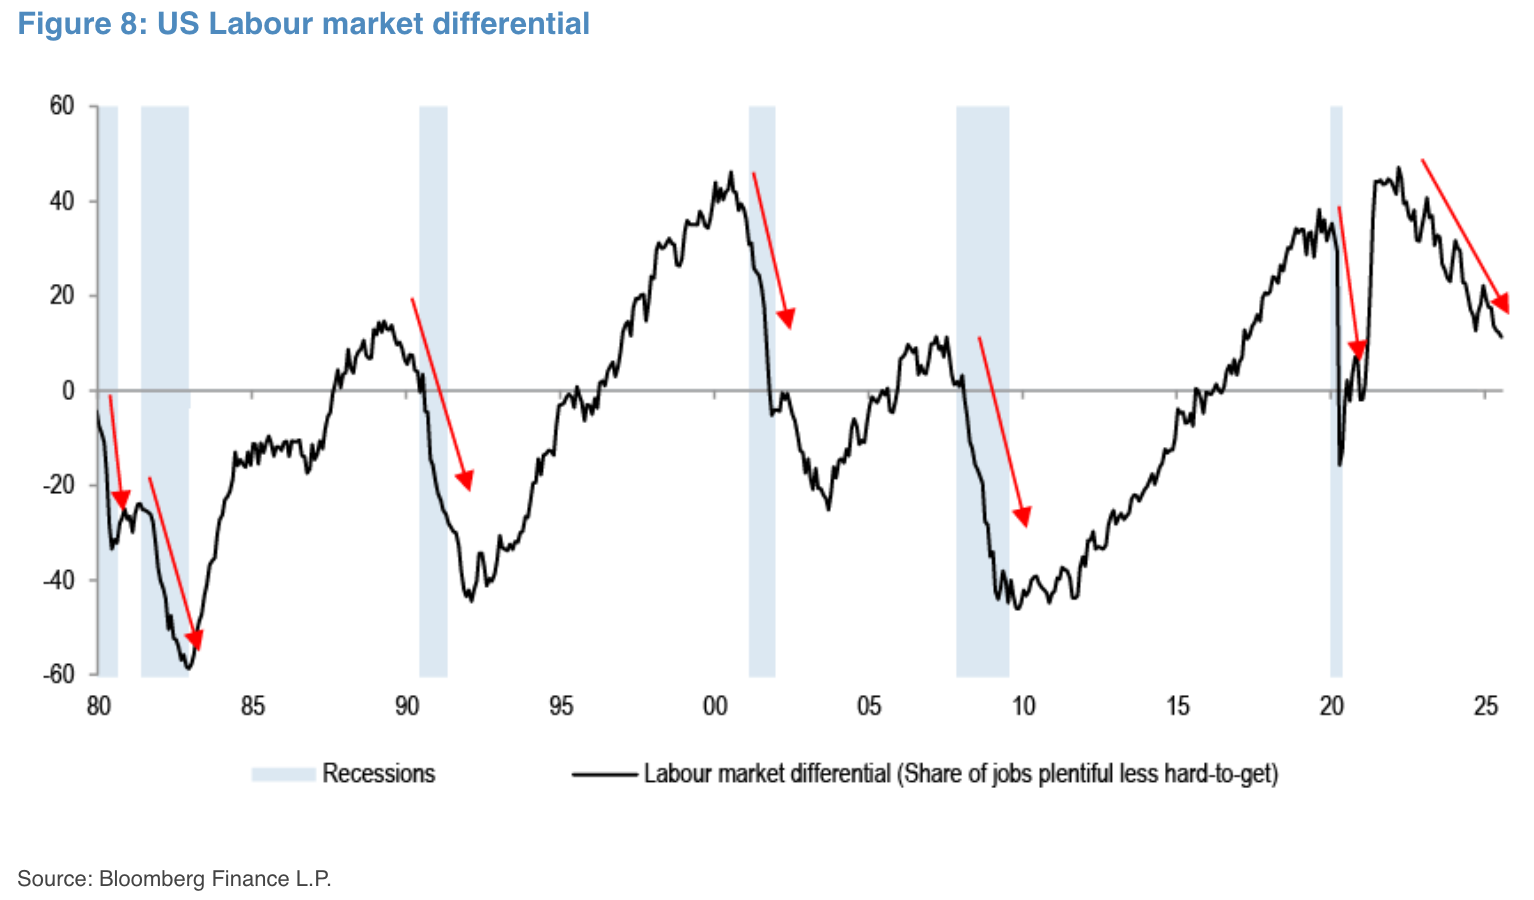 Figure 8: US Labour market differential
60
40
20
0
-20
-40
-60
80 85 90 95 00 05 10 15 20 25
Recessions Labour market differential (Share of jobs plentiful less hard-to-get)
Source: Bloomberg Finance L.P.